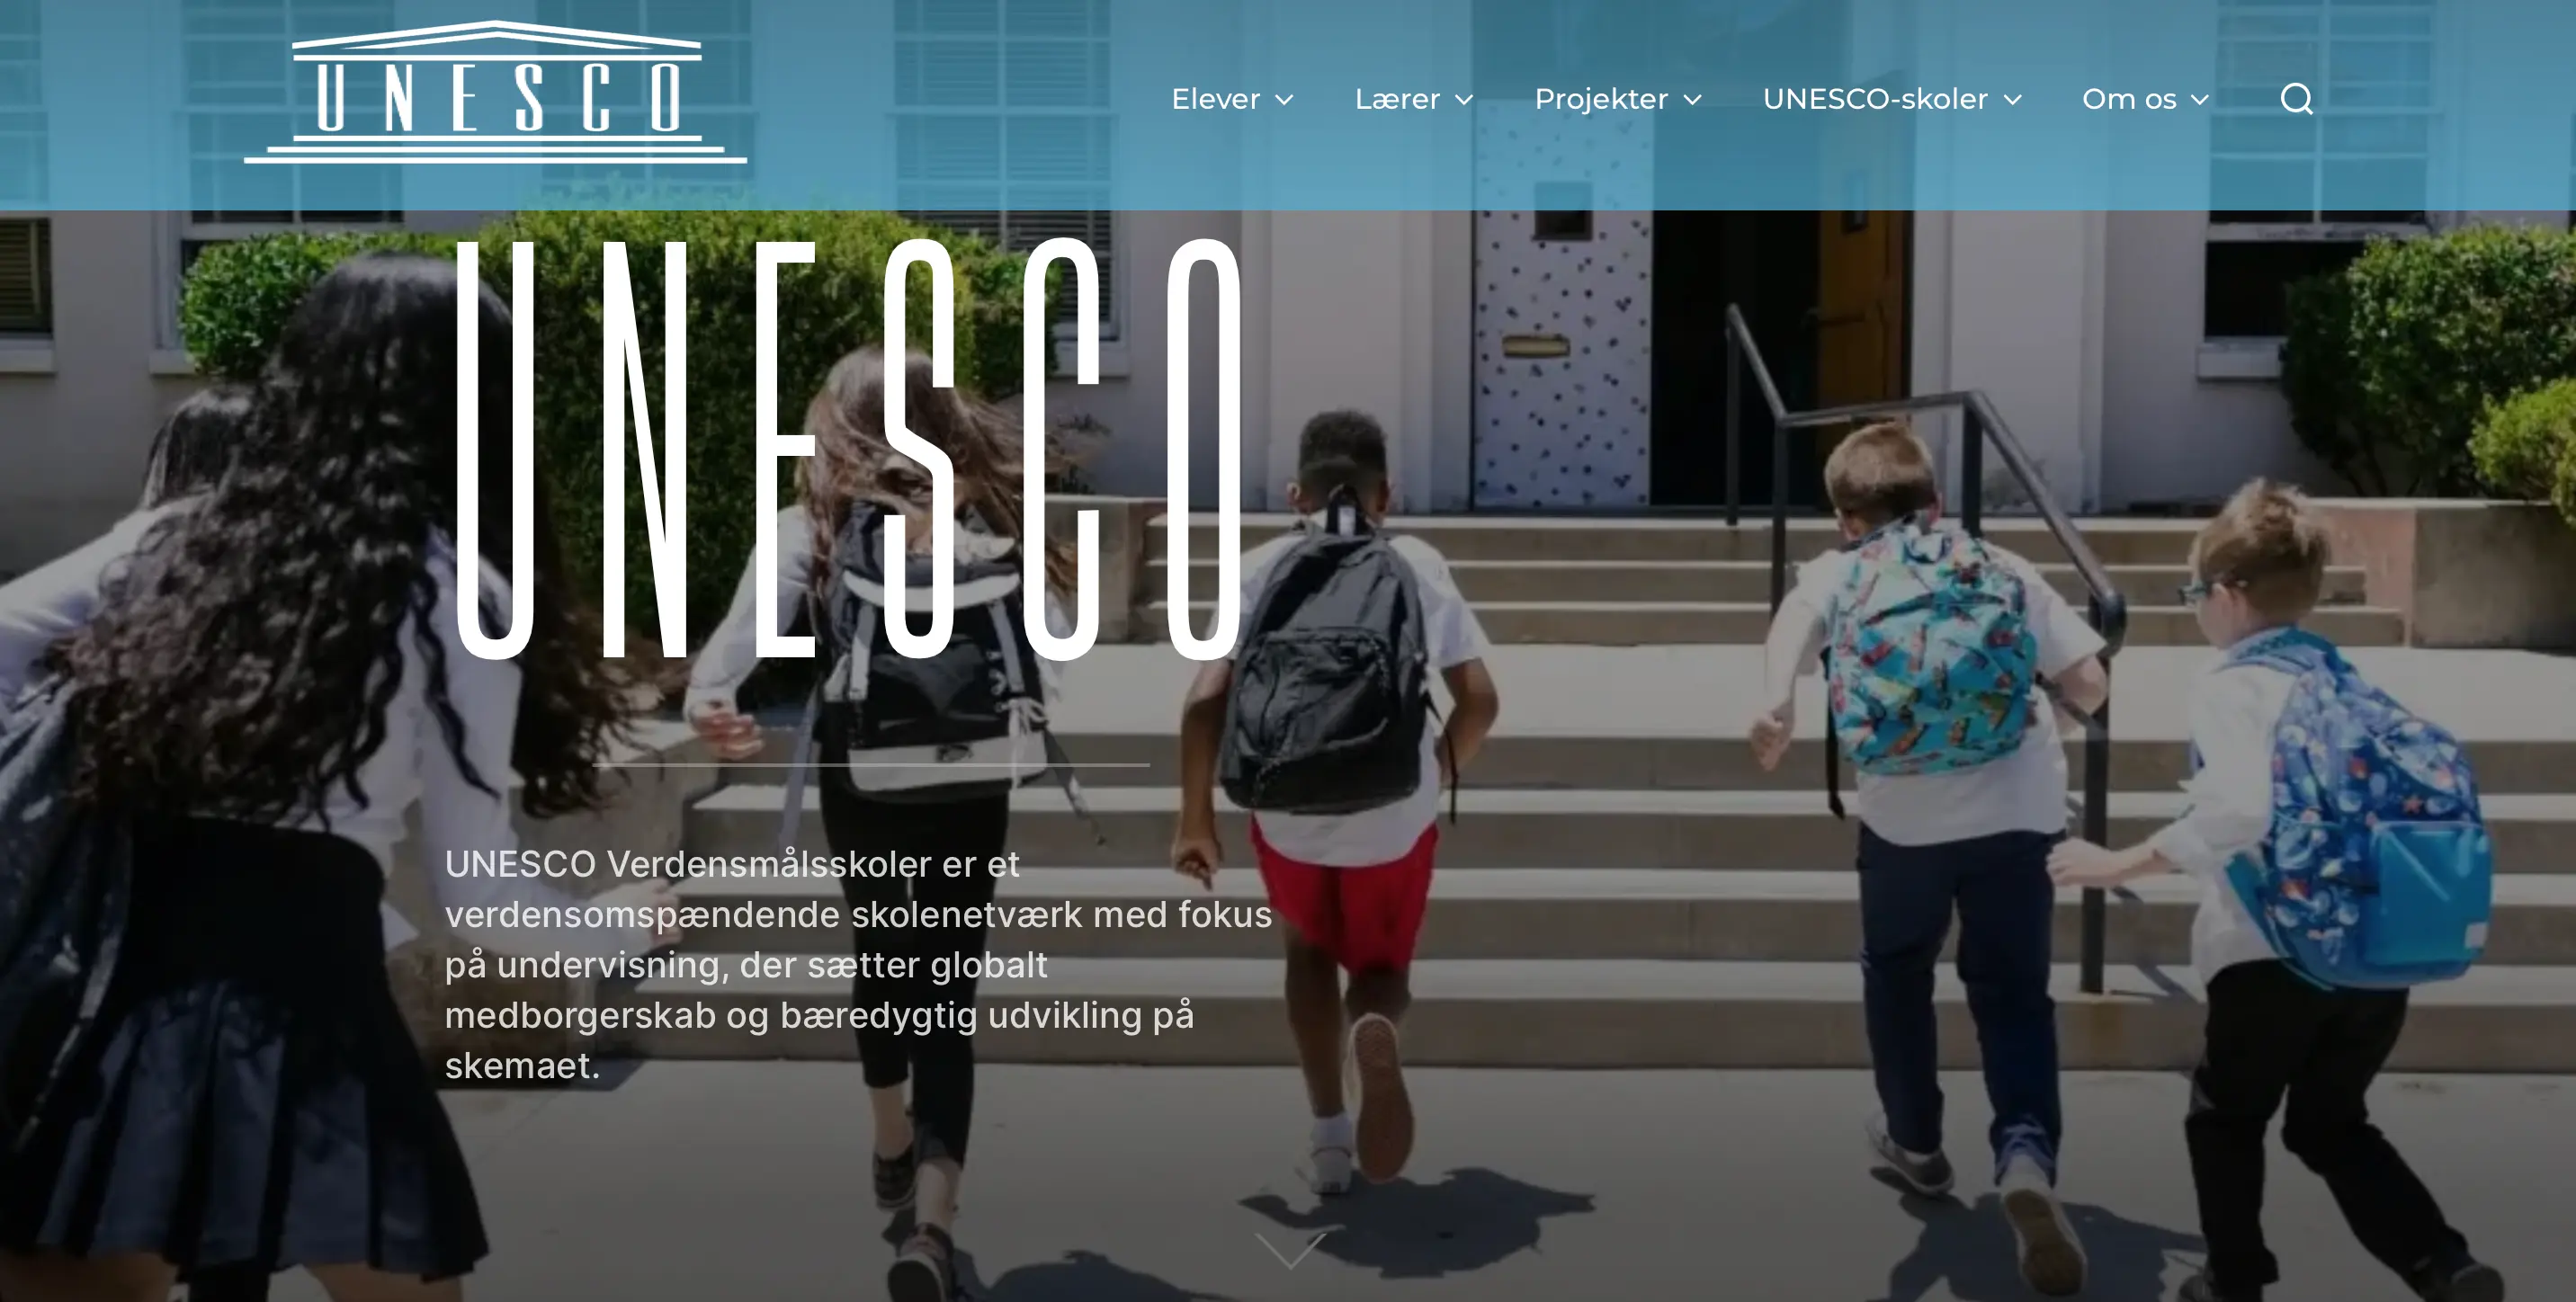 UNESCO
Elever
Lærer
Projekter
UNESCO-skoler
Om os
UNESCO
UNESCO Verdensmålsskoler er et
verdensomspændende skolenetværk med fokus
på undervisning, der sætter globalt
medborgerskab og bæredygtig udvikling på
skemaet.